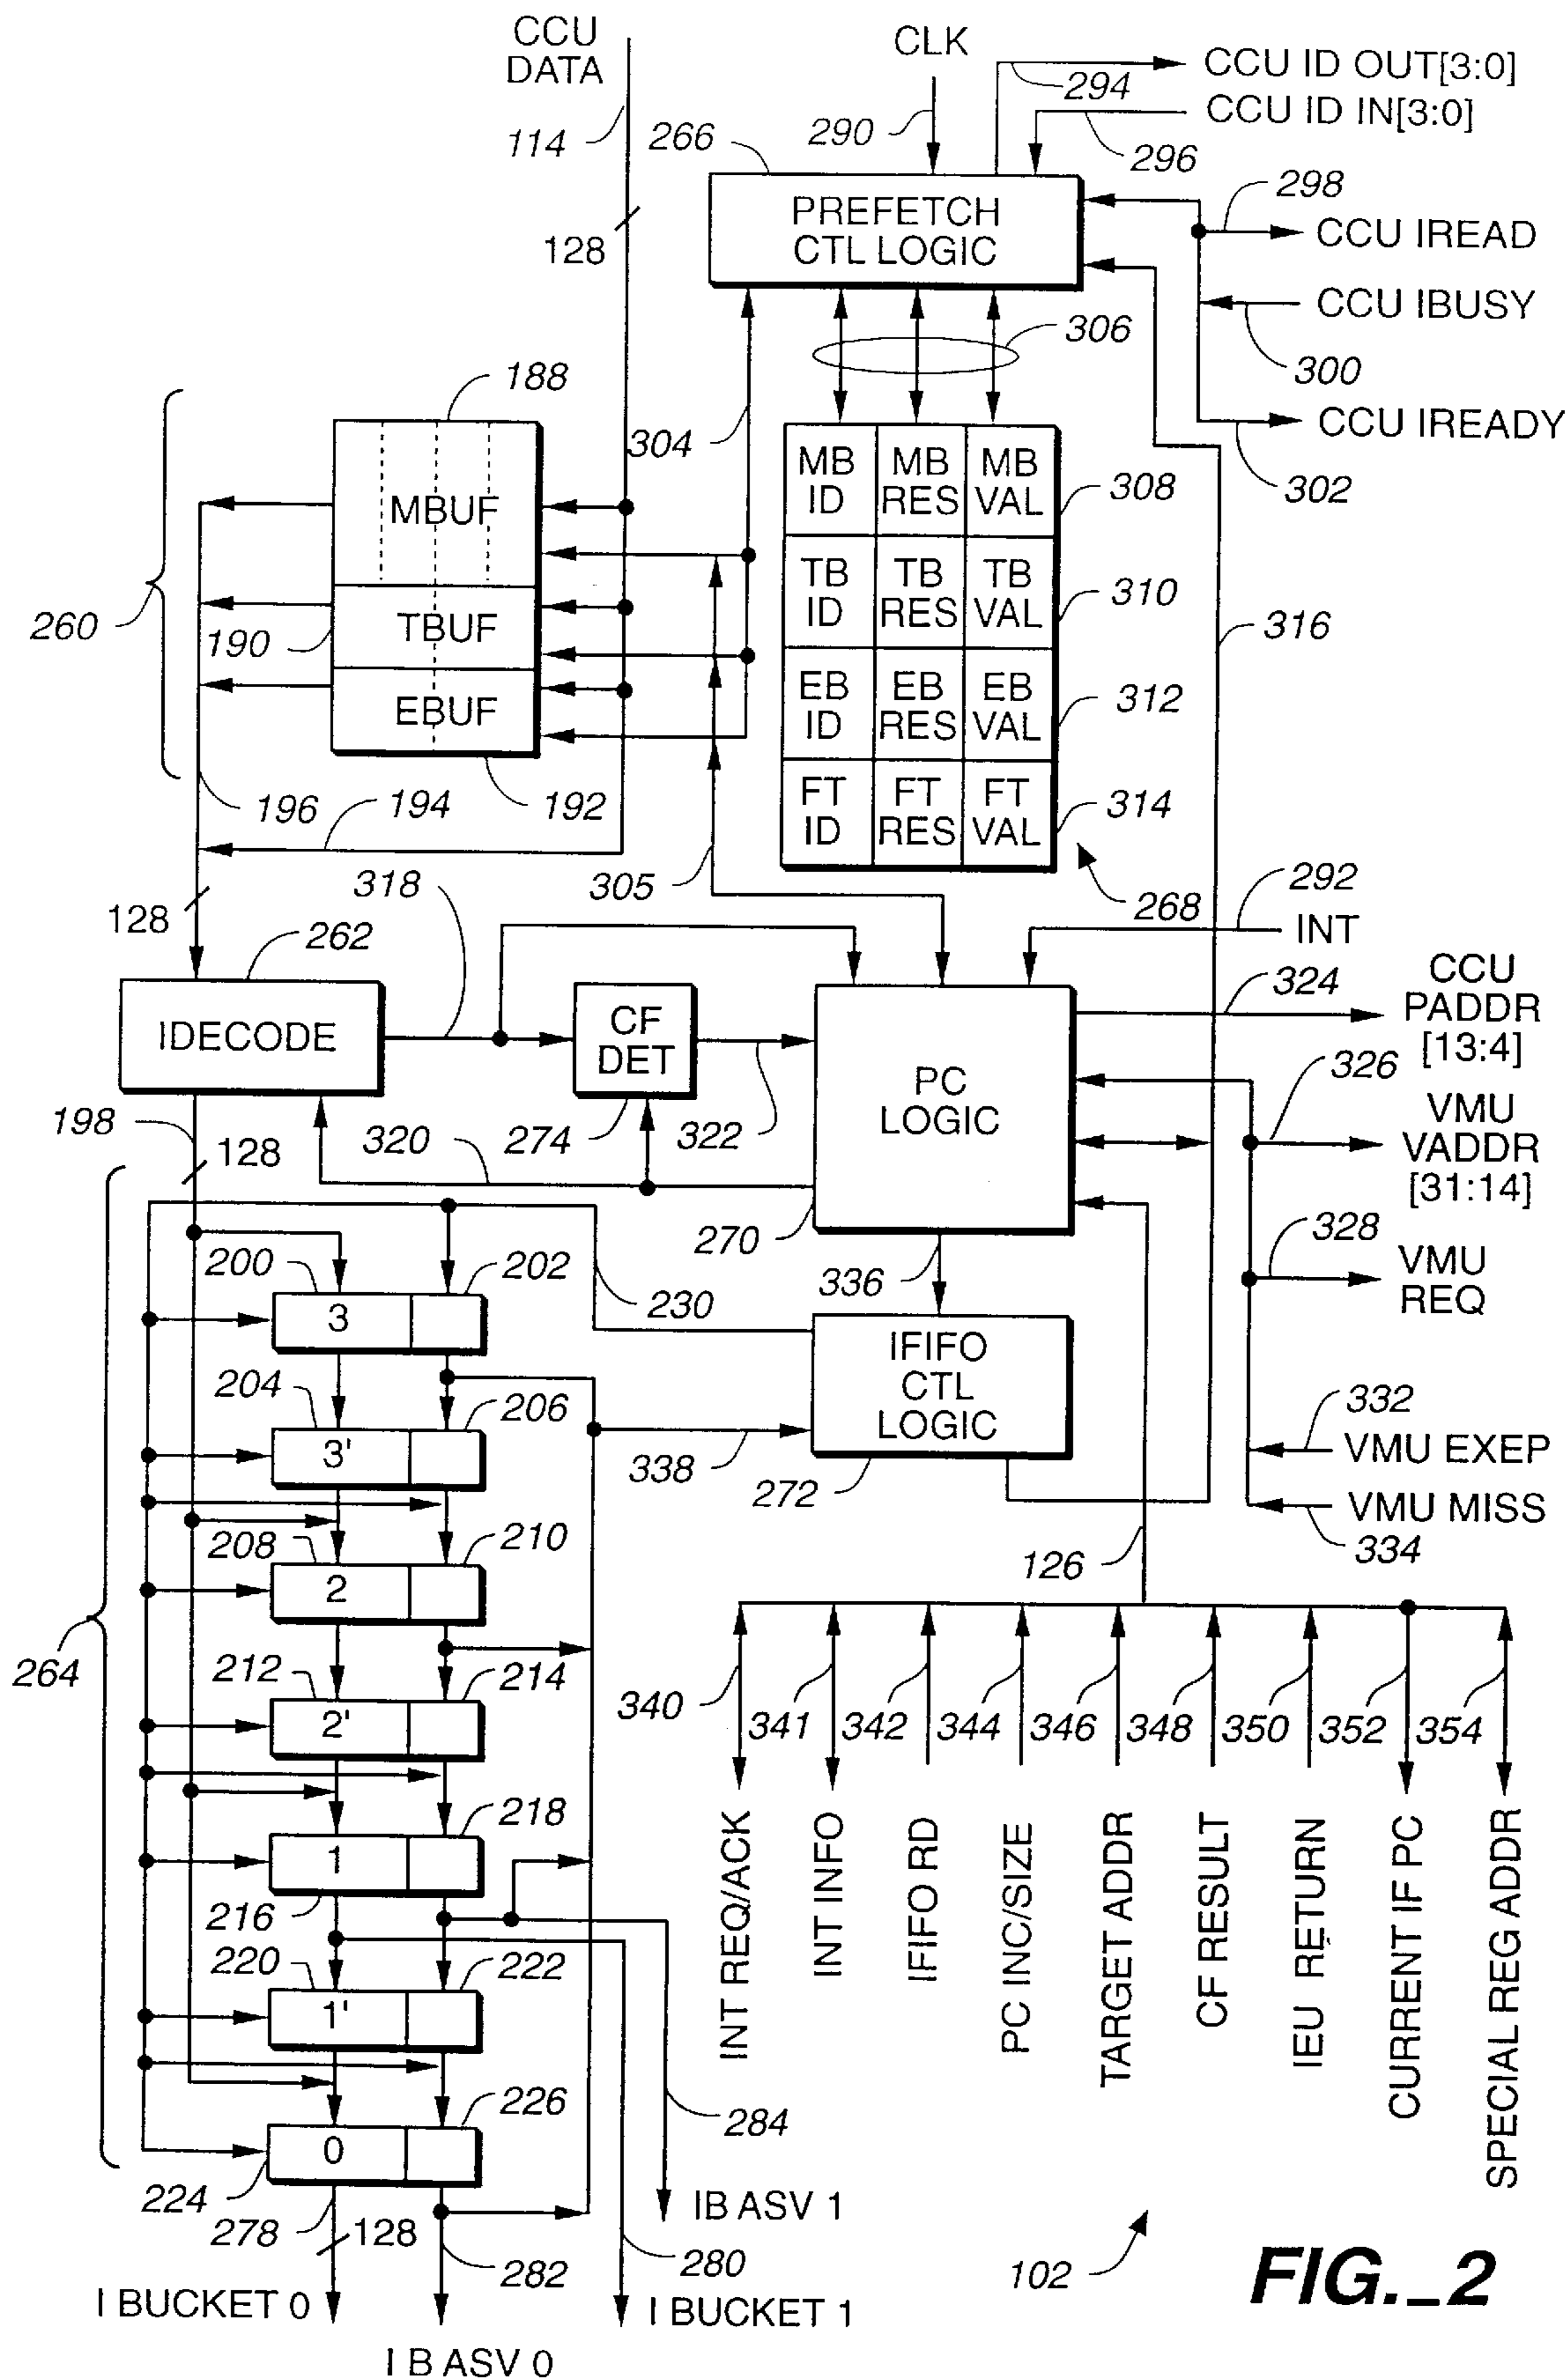 CCU
DATA
CLK
CCU ID OUT[3:0]
294
CCU ID IN[3:0]
114
290
266
296
298
PREFETCH
CTL LOGIC
128
CCU IREAD
CCU IBUSY
306
300
188
304
CCU IREADY
302
MB
ID
MB
RES
MB
VAL
308
MBUF
TB
ID
TB
RES
TB
VAL
310
260
190
TBUF
316
EB
ID
EB
RES
EB
VAL
312
EBUF
196
194
192
FT
ID
FT
RES
FT
VAL
314
318
305
268
292
128
262
INT
CCU
PADDR
[13:4]
324
IDECODE
CF
DET
PC
LOGIC
326
VMU
VADDR
[31:14]
198
128
320
274
322
270
328
VMU
REQ
200
202
230
336
3
IFIFO
CTL
LOGIC
204
206
332
3'
338
272
VMU EXEP
VMU MISS
334
208
210
126
2
264
212
214
340
341
342
344
346
348
350
352
354
2'
218
1
216
INT REQ/ACK
INT INFO
IFIFO RD
PC INC/SIZE
TARGET ADDR
CF RESULT
IEU RETURN
CURRENT IF PC
SPECIAL REG ADDR
220
222
1'
226
284
0
224
278
128
282
IB ASV 1
280
102
I BUCKET 0
I BUCKET 1
I B ASV 0
FIG._2